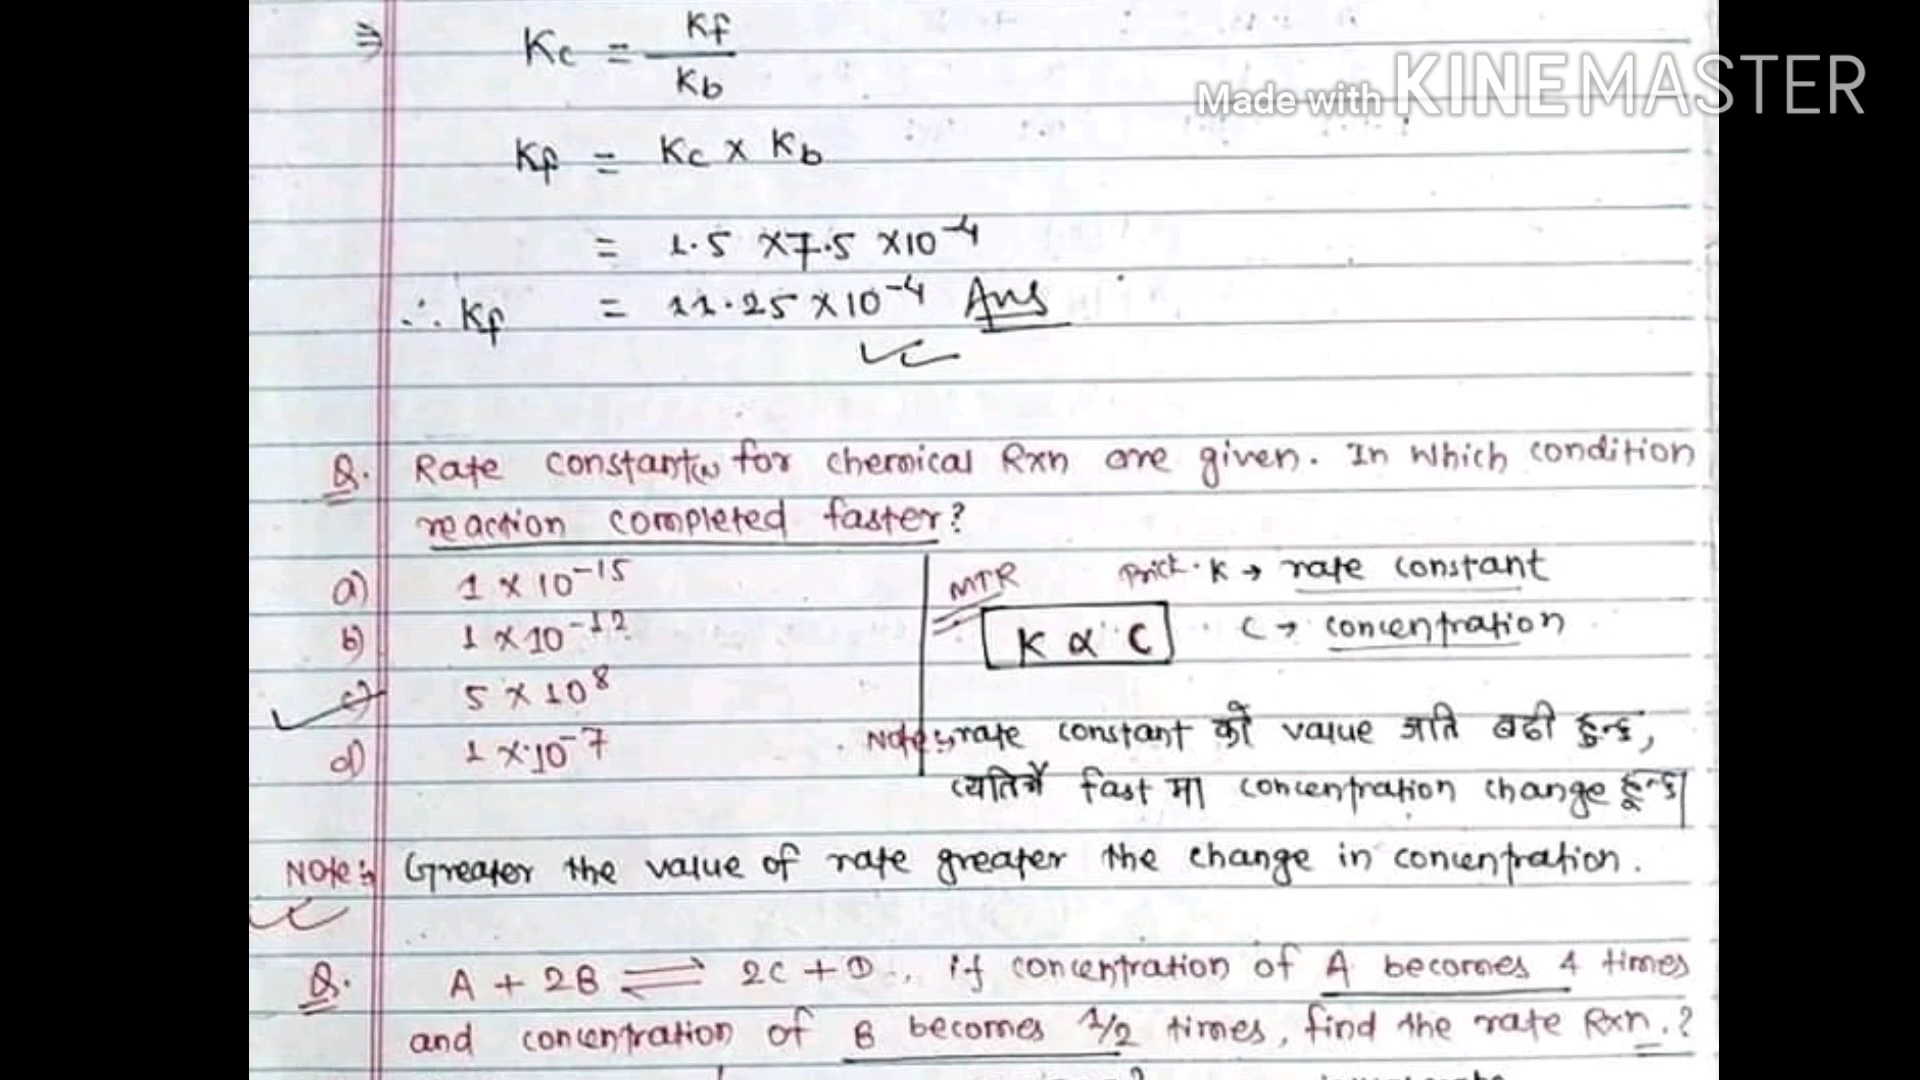 ⇒ Kc = Kf / Kb
Made with KINEMASTER
Kf = Kc × Kb
= 1.5 × 7.5 × 10⁻⁴
∴ Kf = 11.25 × 10⁻⁴ Ans
Q. Rate constant(k) for chemical Rxn are given. In which condition
reaction completed faster?
a) 1 × 10⁻¹⁵
b) 1 × 10⁻¹²
c) 5 × 10⁸
d) 1 × 10⁻⁷
MTR Trick. K → rate constant
K α C C → concentration
Note:- rate constant को value जति बढी हुन्छ,
त्यतिनै fast मा concentration change हुन्छ।
Note:- Greater the value of rate greater the change in concentration.
Q. A + 2B ⇌ 2C + D, if concentration of A becomes 4 times
and concentration of B becomes 1/2 times, find the rate Rxn.?